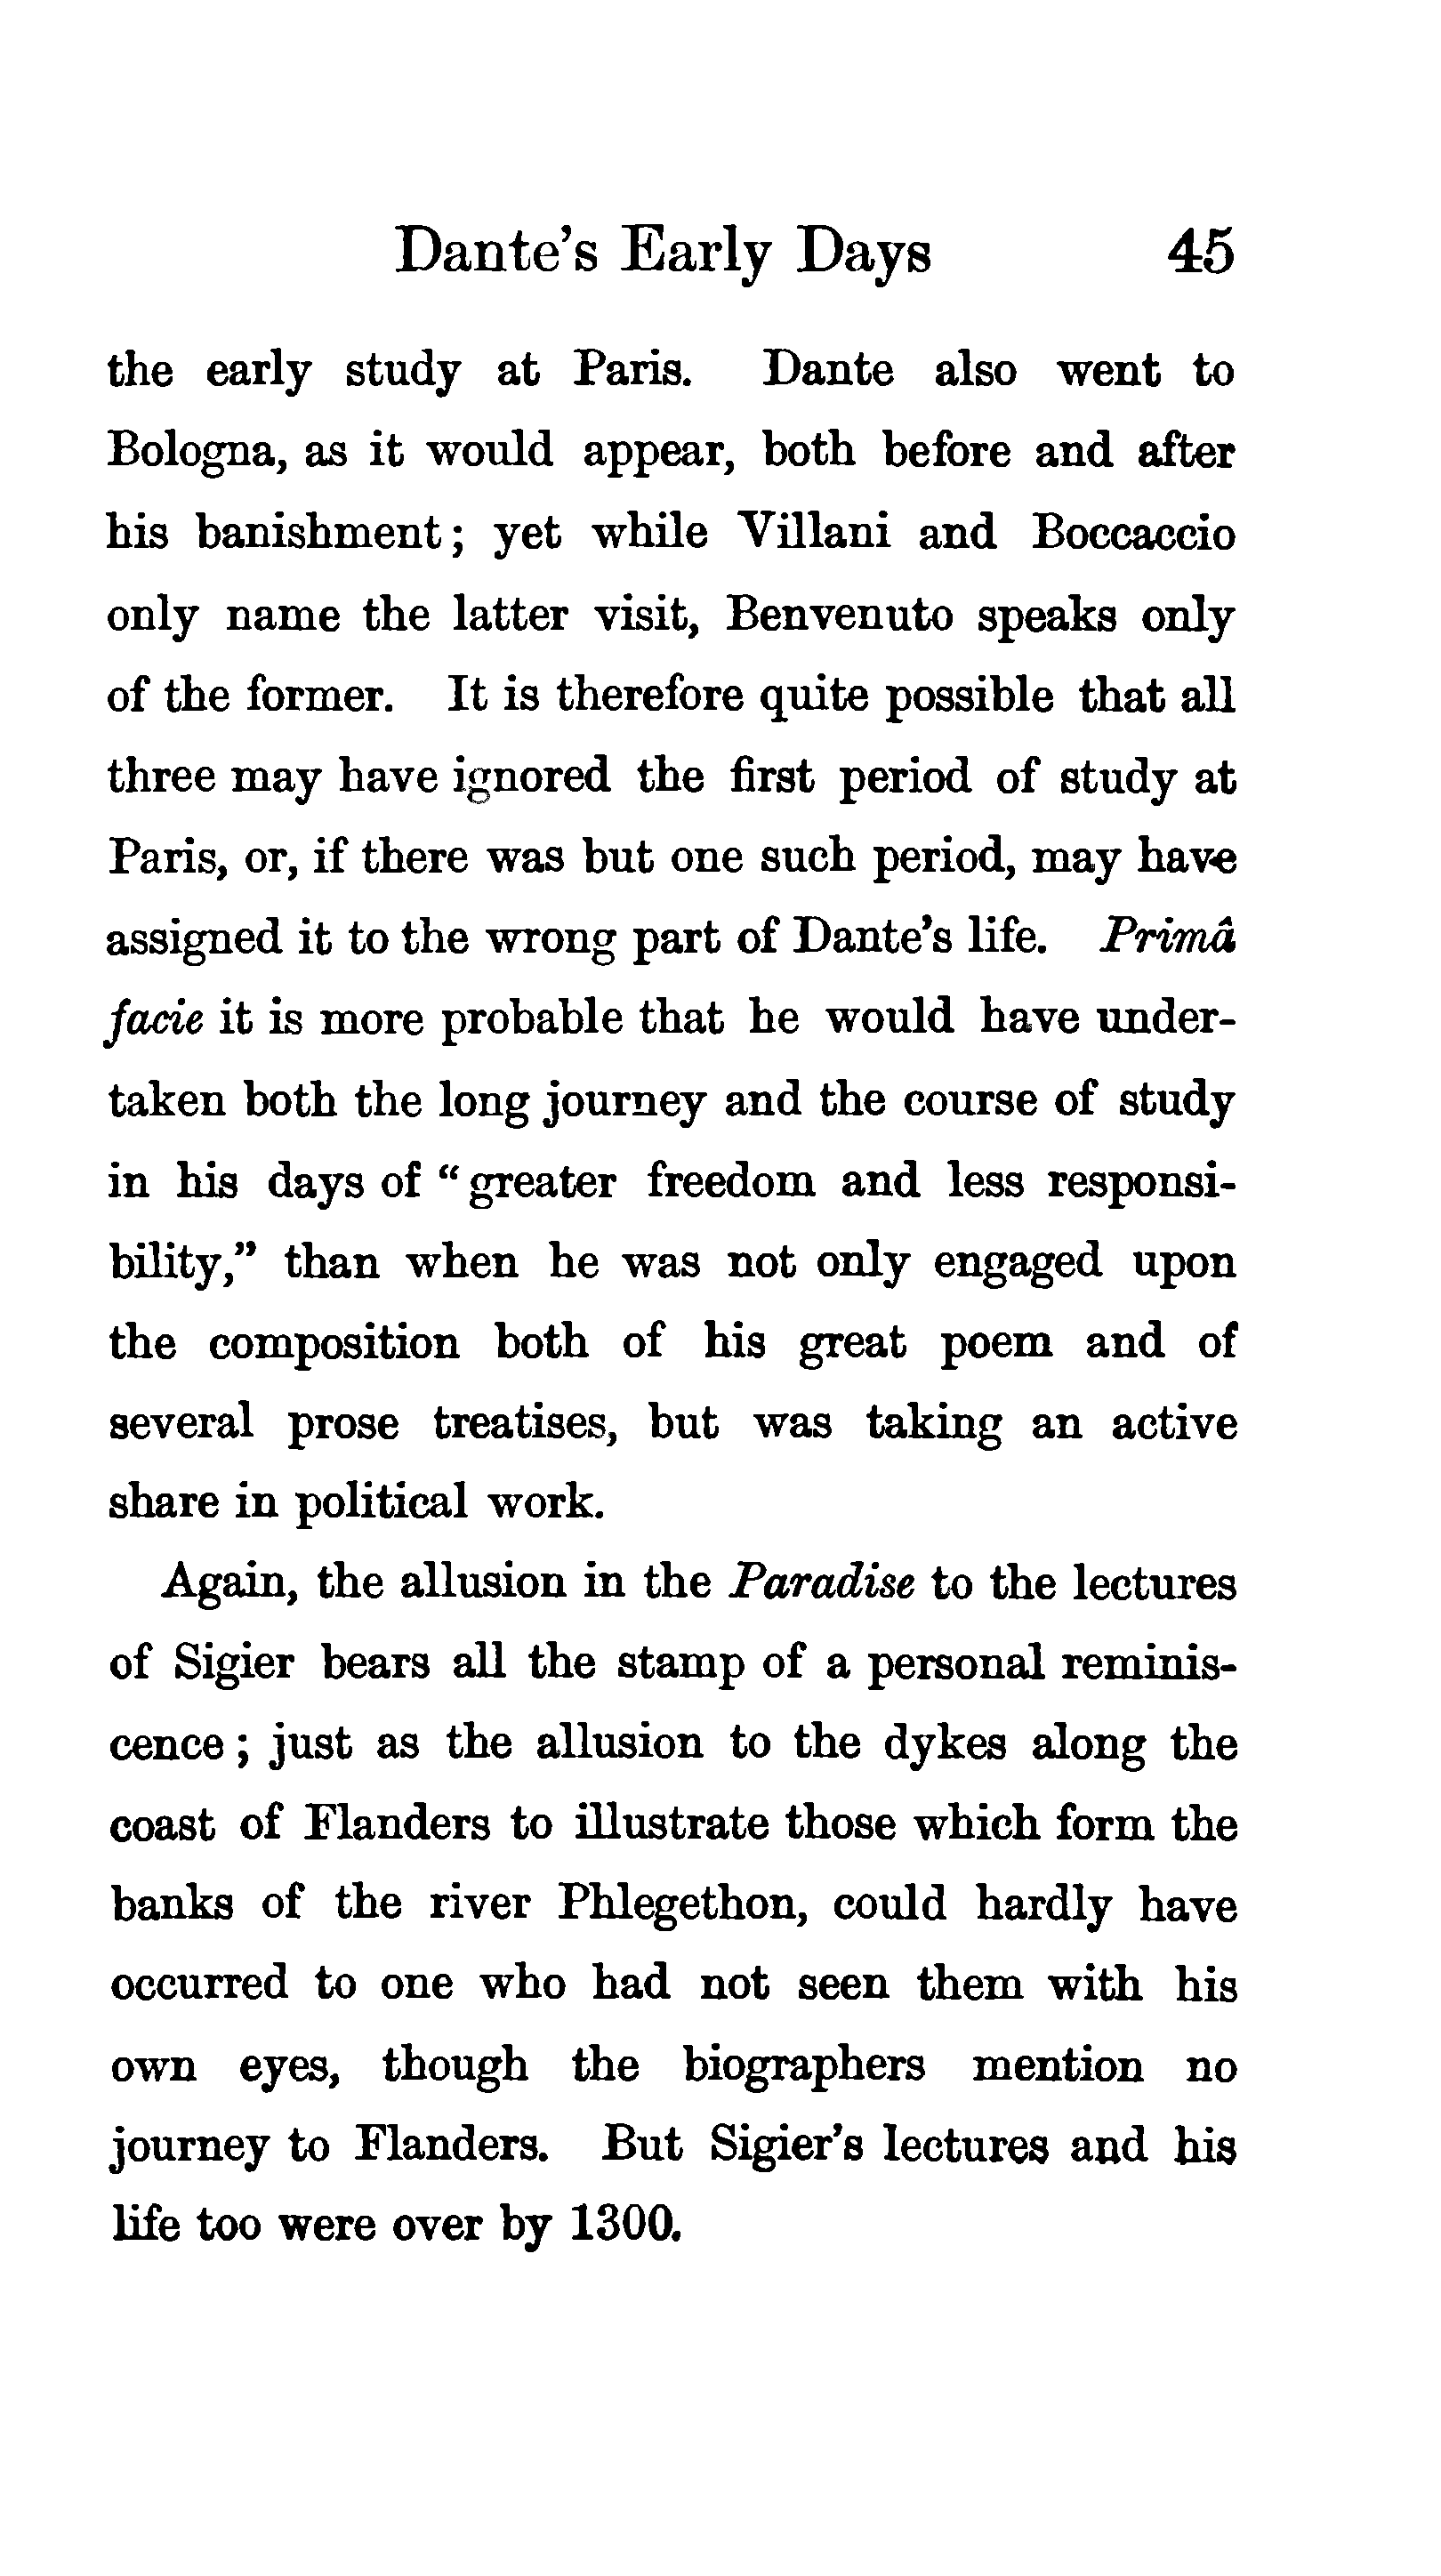 Dante's Early Days 45
the early study at Paris. Dante also went to
Bologna, as it would appear, both before and after
his banishment; yet while Villani and Boccaccio
only name the latter visit, Benvenuto speaks only
of the former. It is therefore quite possible that all
three may have ignored the first period of study at
Paris, or, if there was but one such period, may have
assigned it to the wrong part of Dante's life. Primâ
facie it is more probable that he would have under-
taken both the long journey and the course of study
in his days of “greater freedom and less responsi-
bility,” than when he was not only engaged upon
the composition both of his great poem and of
several prose treatises, but was taking an active
share in political work.
Again, the allusion in the Paradise to the lectures
of Sigier bears all the stamp of a personal reminis-
cence; just as the allusion to the dykes along the
coast of Flanders to illustrate those which form the
banks of the river Phlegethon, could hardly have
occurred to one who had not seen them with his
own eyes, though the biographers mention no
journey to Flanders. But Sigier's lectures and his
life too were over by 1300.